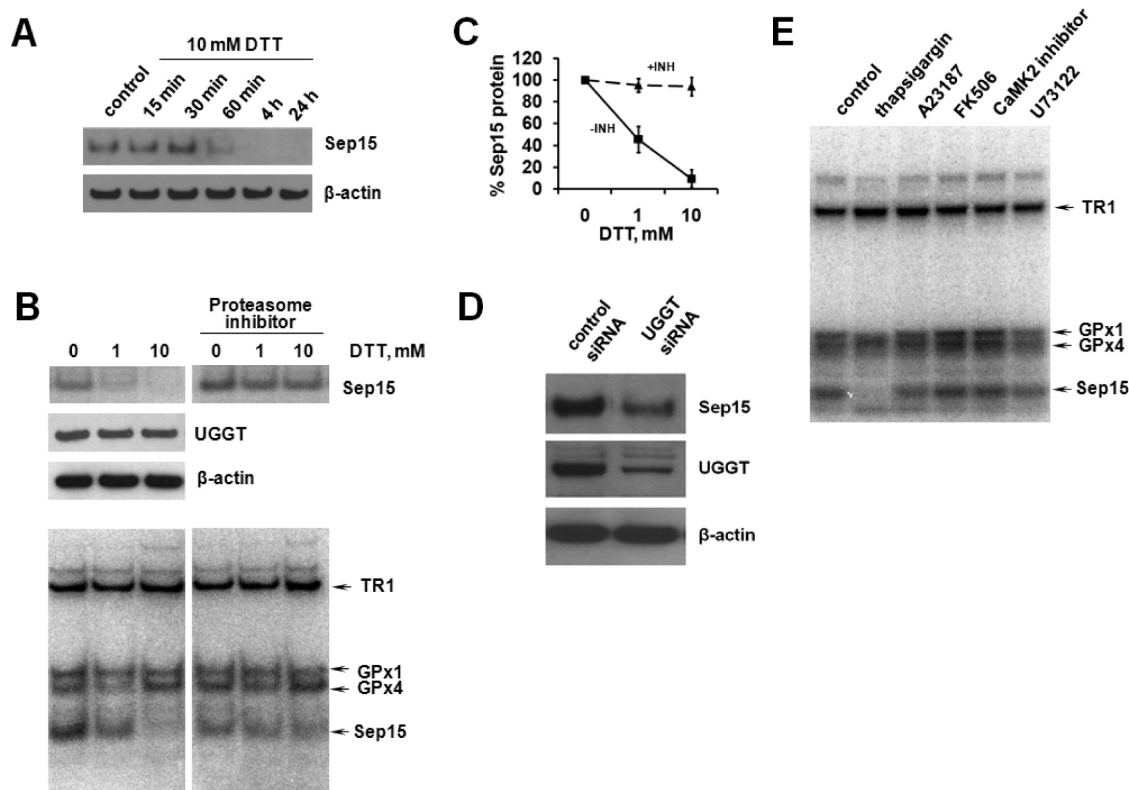 A
10 mM DTT
control
15 min
30 min
60 min
4 h
24 h
Sep15
β-actin
B
Proteasome
inhibitor
0 1 10 0 1 10 DTT, mM
Sep15
UGGT
β-actin
TR1
GPx1
GPx4
Sep15
C
% Sep15 protein
120
100
80
60
40
20
0
+INH
-INH
0 1 10
DTT, mM
D
control
siRNA
UGGT
siRNA
Sep15
UGGT
β-actin
E
control
thapsigargin
A23187
FK506
CaMK2 inhibitor
U73122
TR1
GPx1
GPx4
Sep15